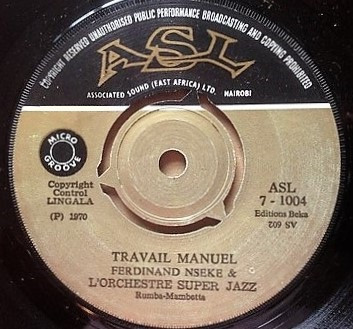 COPYRIGHT RESERVED UNAUTHORISED PUBLIC PERFORMANCE BROADCASTING AND COPYING PROHIBITED
ASL
ASSOCIATED SOUND (EAST AFRICA) LTD. NAIROBI
MICRO
GROOVE
Copyright
Control
LINGALA
(P) 1970
ASL
7 - 1004
Editions Beka
209 SV
TRAVAIL MANUEL
FERDINAND NSEKE &
L'ORCHESTRE SUPER JAZZ
Rumba-Mambetta